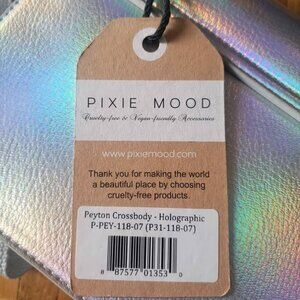 PIXIE MOOD
Cruelty-free & Vegan-friendly Accessories
www.pixiemood.com
Thank you for making the world
a beautiful place by choosing
cruelty-free products.
Peyton Crossbody - Holographic
P-PEY-118-07 (P31-118-07)
8 87577 01353 0